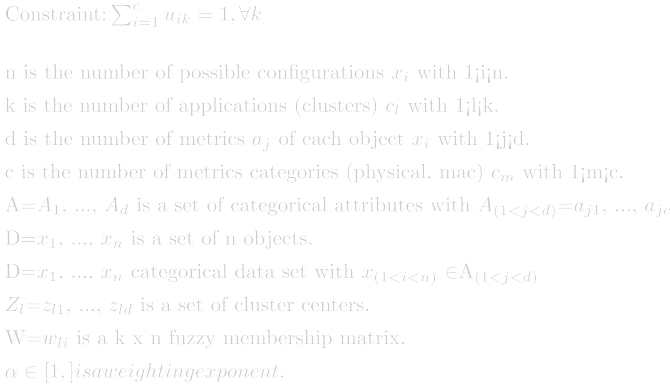 Constraint: $\sum_{i=1}^{c} u_{ik} = 1. \forall k$
n is the number of possible configurations $x_i$ with 1¡i¡n.
k is the number of applications (clusters) $c_l$ with 1¡l¡k.
d is the number of metrics $a_j$ of each object $x_i$ with 1¡j¡d.
c is the number of metrics categories (physical, mac) $c_m$ with 1¡m¡c.
A=$A_1$, ..., $A_d$ is a set of categorical attributes with $A_{(1<j<d)}$=$a_{j1}$, ..., $a_{jc}$
D=$x_1$. ..., $x_n$ is a set of n objects.
D=$x_1$. ..., $x_n$ categorical data set with $x_{(1<i<n)}$ ∈A$_{(1<j<d)}$
$Z_l$=$z_{l1}$, ..., $z_{ld}$ is a set of cluster centers.
W=$w_{li}$ is a k x n fuzzy membership matrix.
$\alpha \in [1,]isaweightingexponent.$